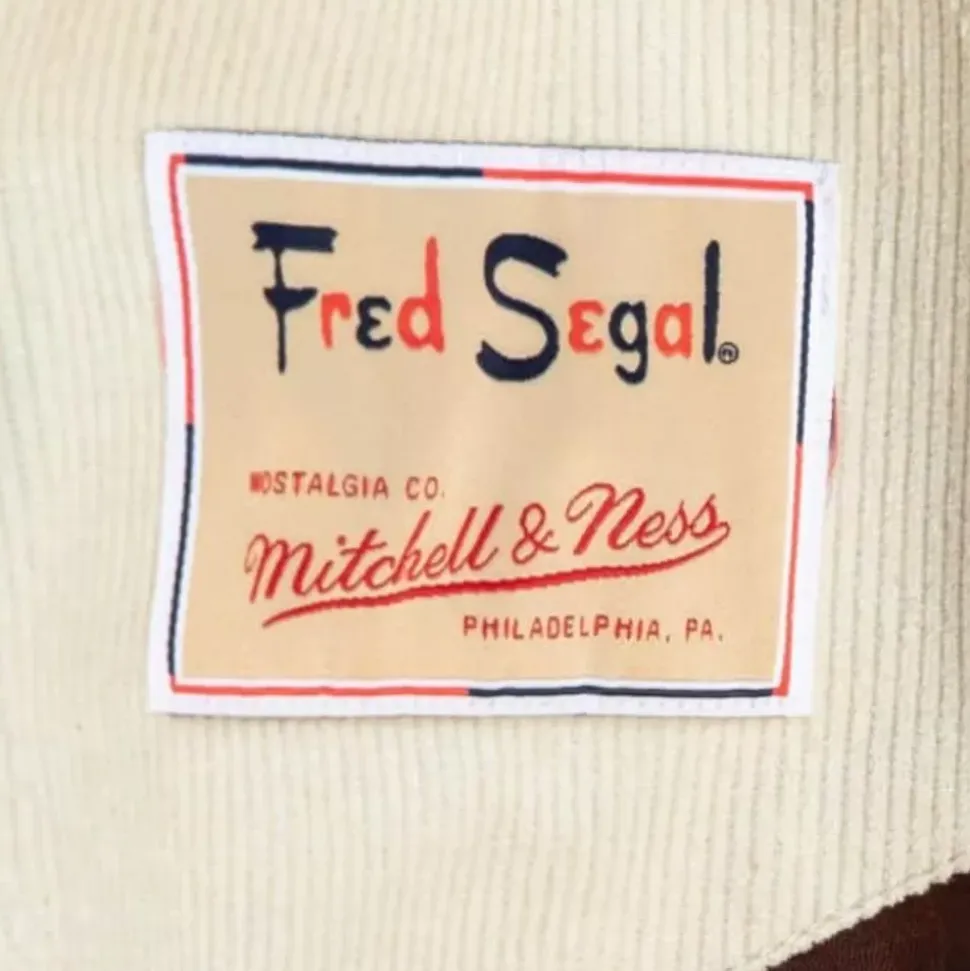 Fred Segal®
NOSTALGIA CO.
Mitchell & Ness
PHILADELPHIA, PA.